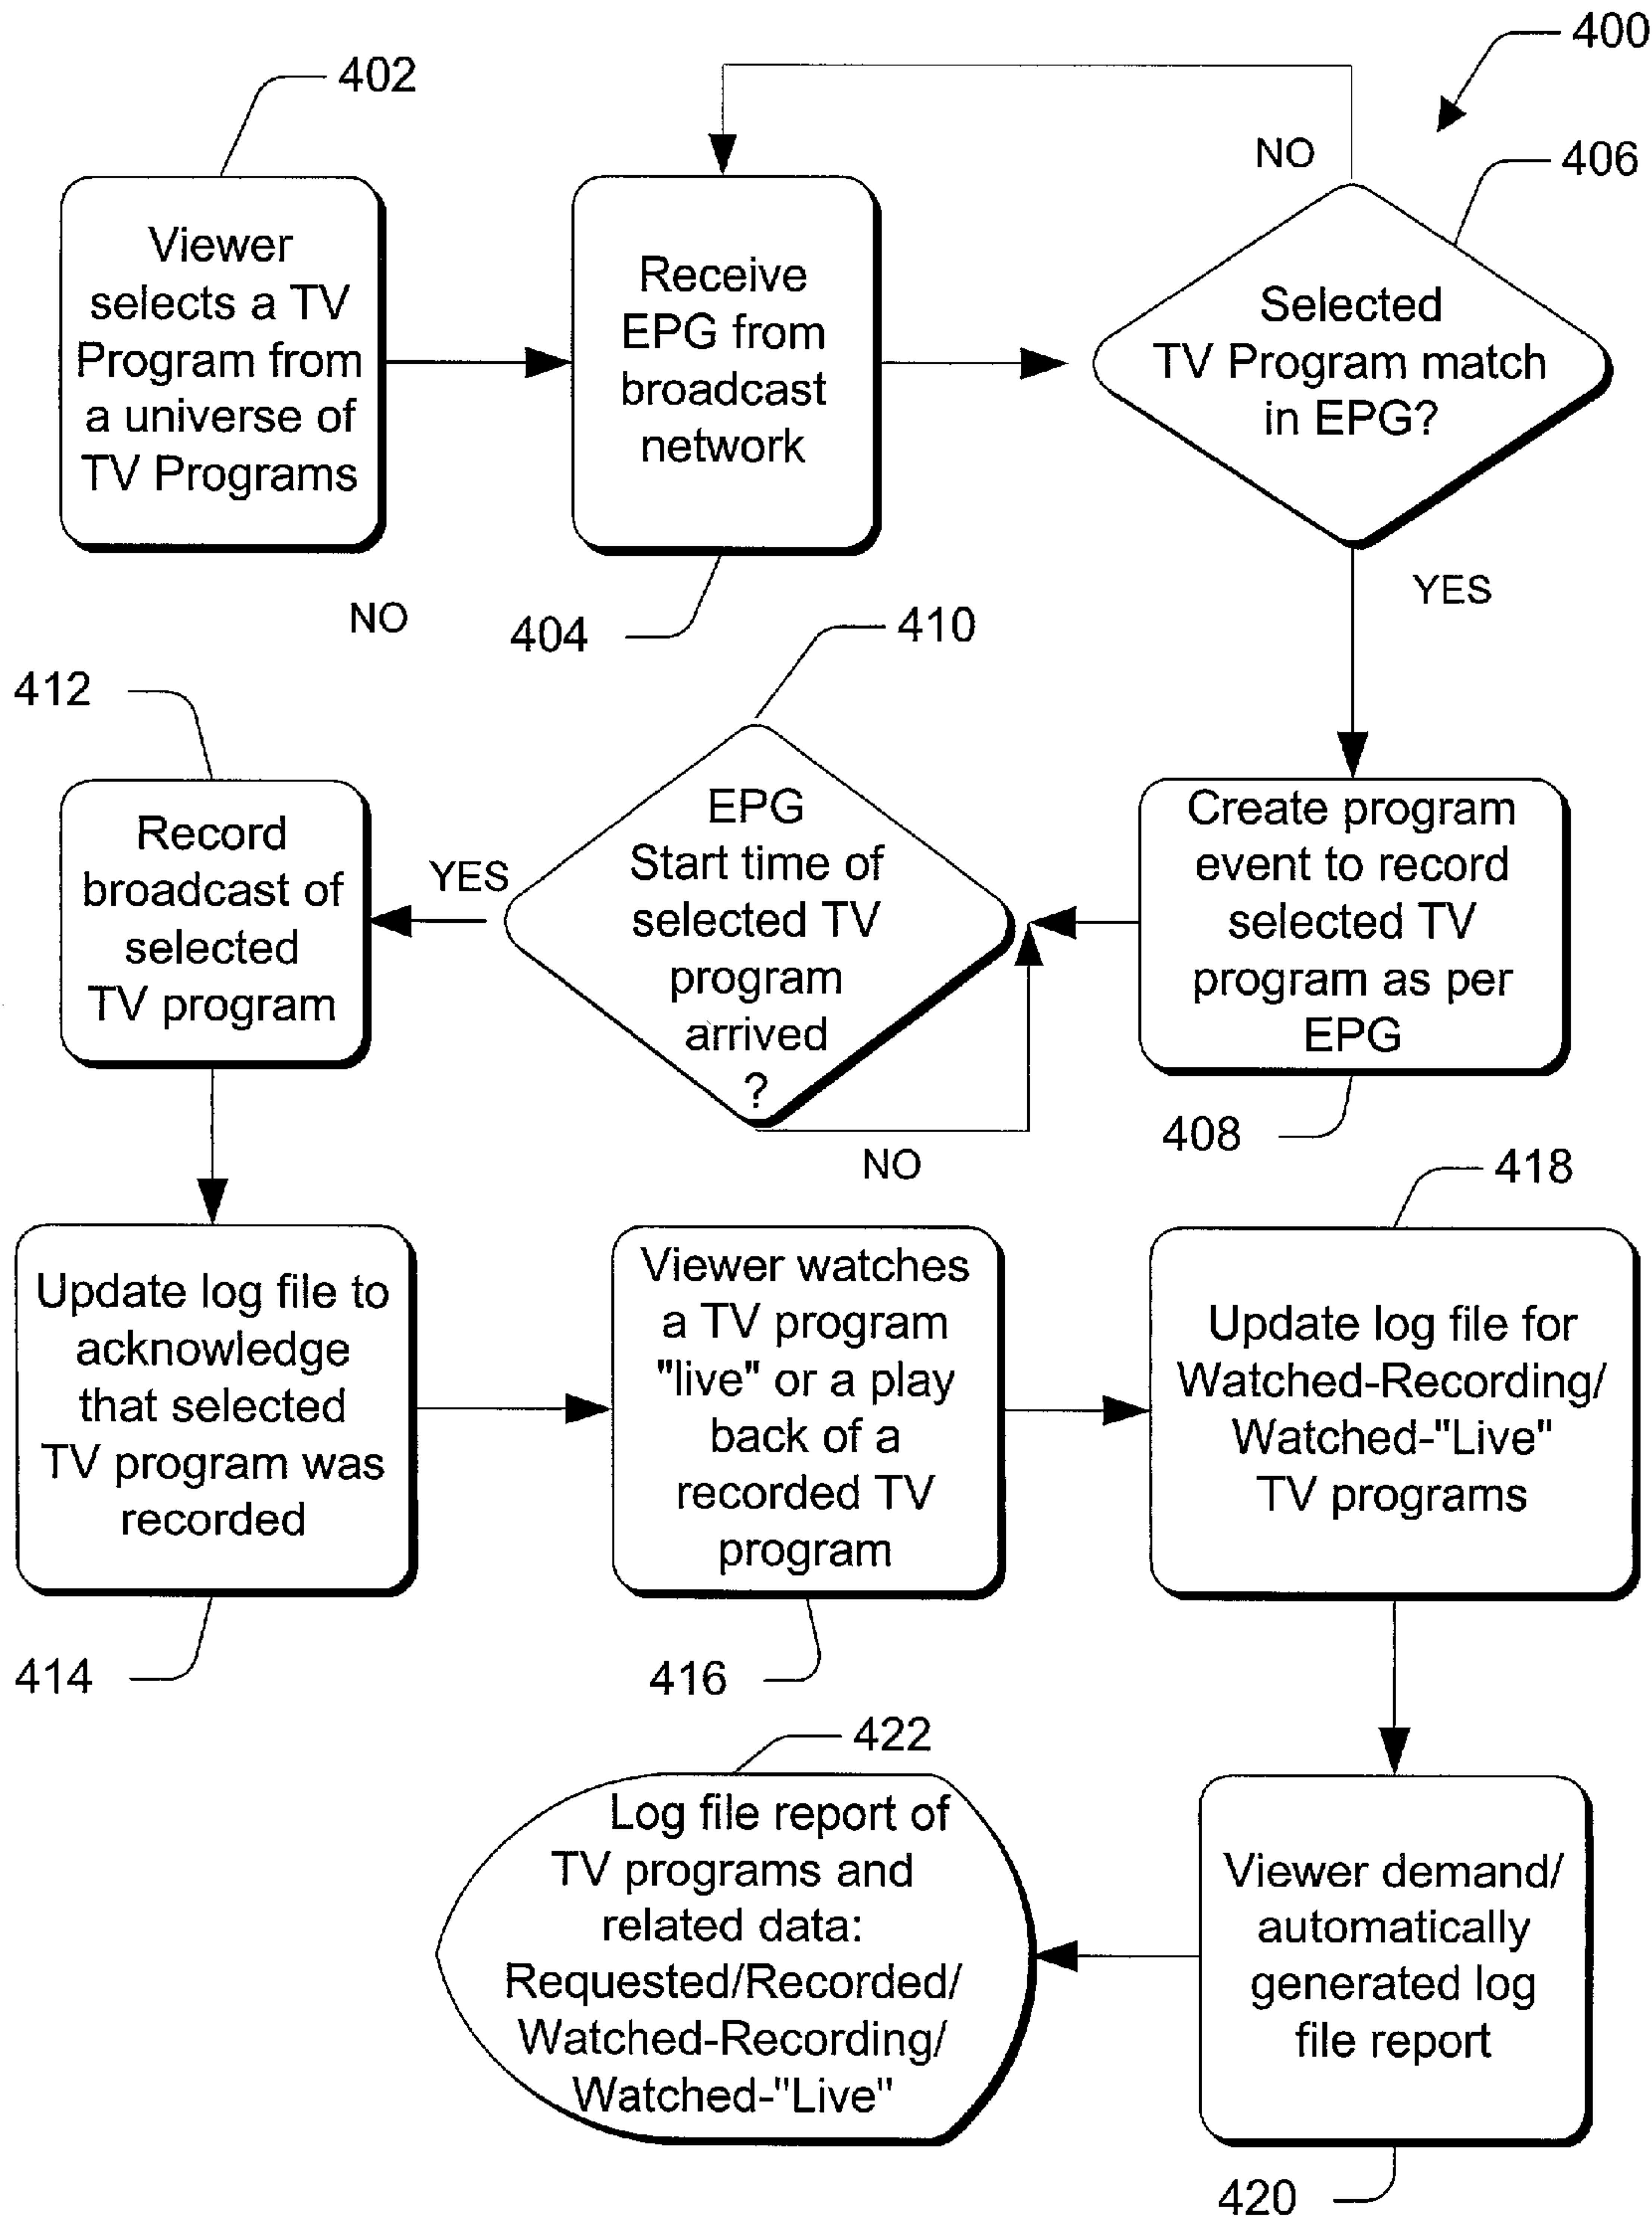 400
402
NO
406
Viewer
selects a TV
Program from
a universe of
TV Programs
Receive
EPG from
broadcast
network
Selected
TV Program match
in EPG?
YES
NO
404
410
412
EPG
Start time of
selected TV
program
arrived
?
Record
broadcast of
selected
TV program
YES
Create program
event to record
selected TV
program as per
EPG
408
NO
418
Update log file to
acknowledge
that selected
TV program was
recorded
Viewer watches
a TV program
"live" or a play
back of a
recorded TV
program
Update log file for
Watched-Recording/
Watched-"Live"
TV programs
414
416
422
Log file report of
TV programs and
related data:
Requested/Recorded/
Watched-Recording/
Watched-"Live"
Viewer demand/
automatically
generated log
file report
420